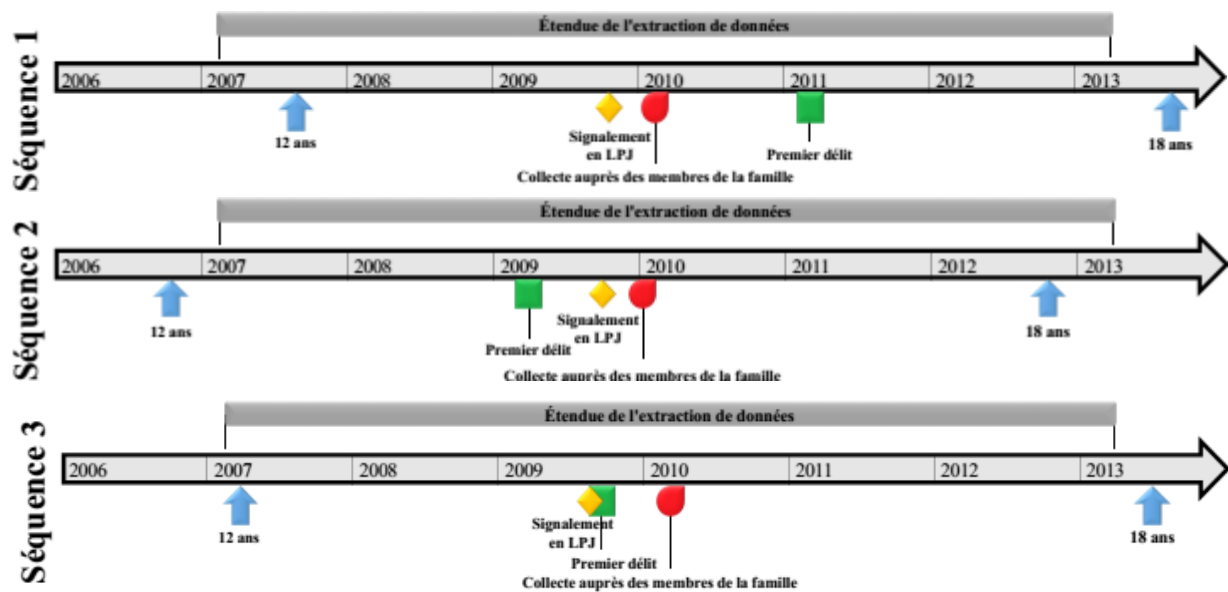 Séquence 1
Étendue de l'extraction de données
2006 2007 2008 2009 2010 2011 2012 2013
12 ans
Signalement
en LPJ
Premier délit
18 ans
Collecte auprès des membres de la famille
Séquence 2
Étendue de l'extraction de données
2006 2007 2008 2009 2010 2011 2012 2013
12 ans
Signalement
en LPJ
18 ans
Premier délit
Collecte auprès des membres de la famille
Séquence 3
Étendue de l'extraction de données
2006 2007 2008 2009 2010 2011 2012 2013
12 ans
Signalement
en LPJ
18 ans
Premier délit
Collecte auprès des membres de la famille